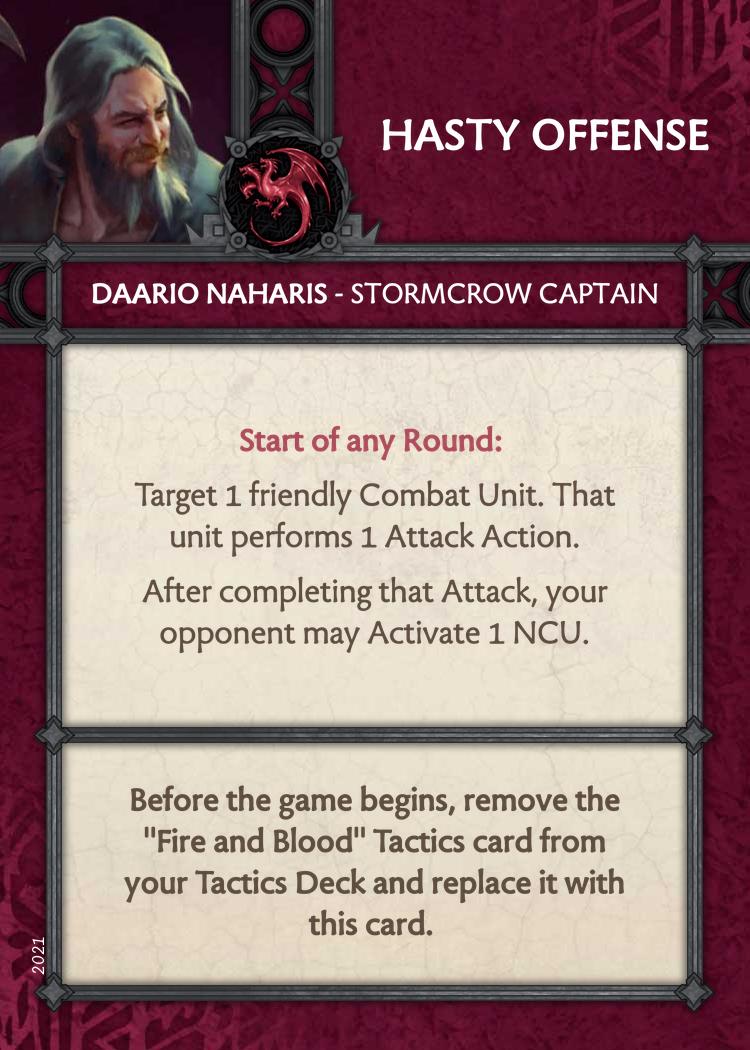 HASTY OFFENSE
DAARIO NAHARIS - STORMCROW CAPTAIN
Start of any Round:
Target 1 friendly Combat Unit. That
unit performs 1 Attack Action.
After completing that Attack, your
opponent may Activate 1 NCU.
Before the game begins, remove the
"Fire and Blood" Tactics card from
your Tactics Deck and replace it with
this card.
2021